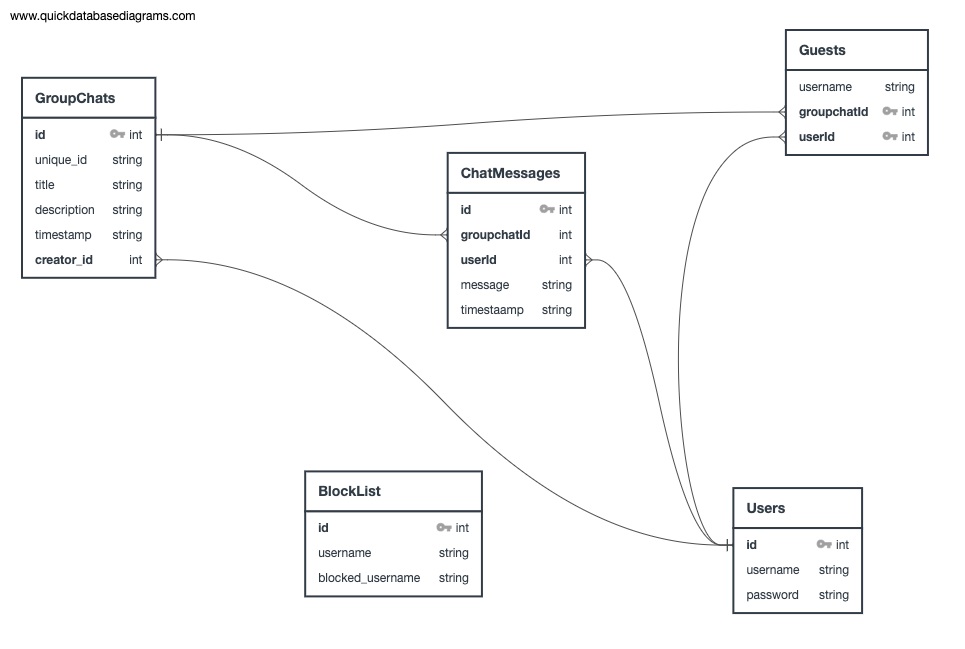 www.quickdatabasediagrams.com
GroupChats
id int
unique_id string
title string
description string
timestamp string
creator_id int
ChatMessages
id int
groupchatId int
userId int
message string
timestaamp string
Guests
username string
groupchatId int
userId int
BlockList
id int
username string
blocked_username string
Users
id int
username string
password string